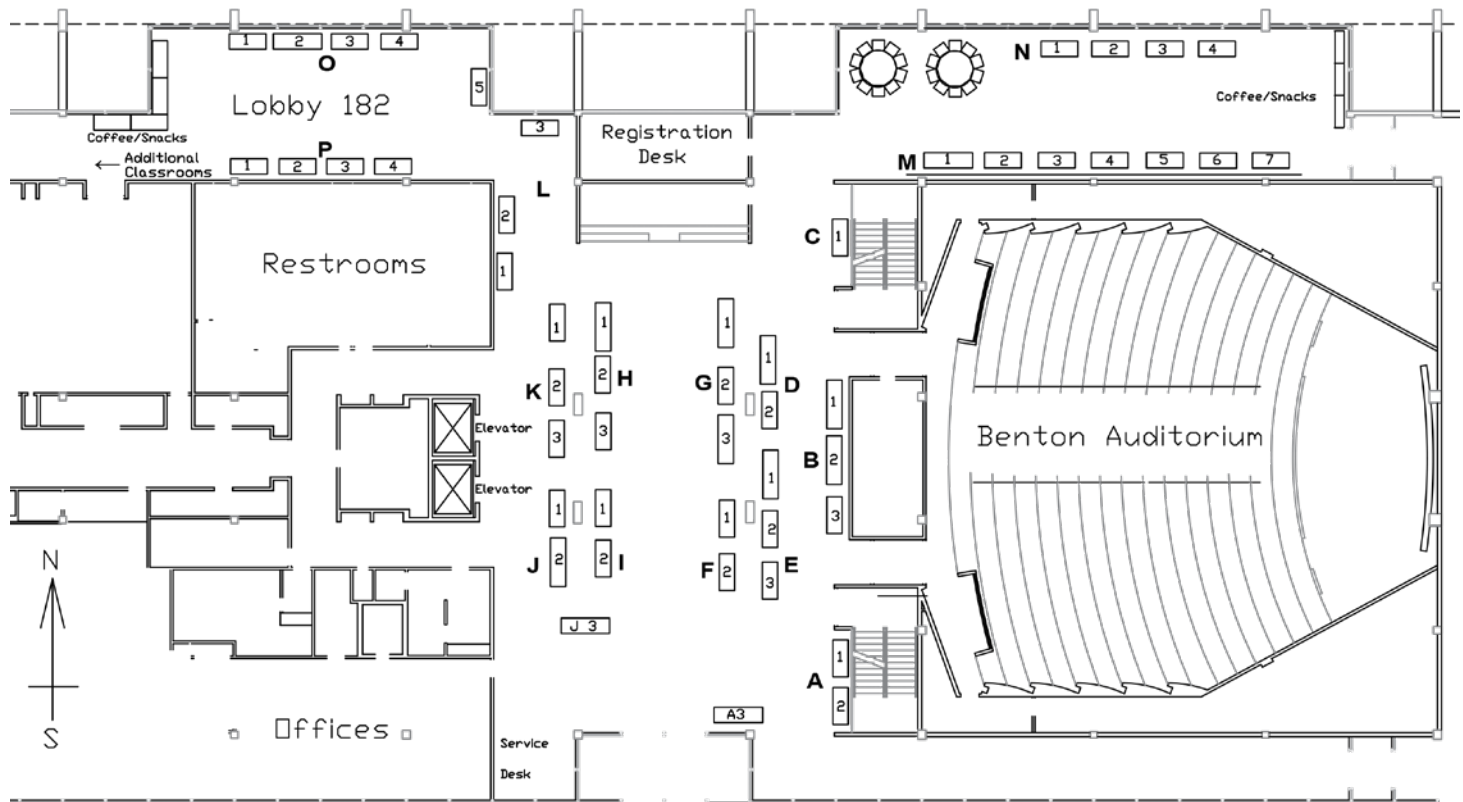 1 2 3 4
O
5
Lobby 182
Coffee/Snacks
← Additional
Classrooms
P
1 2 3 4
3
Registration
Desk
L
2
1
Restrooms
N
1 2 3 4
Coffee/Snacks
M
1 2 3 4 5 6 7
C
1
1
2
3
K
1
2
3
H
1
2
3
G
1
2
D
1
2
3
B
Benton Auditorium
Elevator
Elevator
1
2
J
1
2
I
1
2
F
1
2
3
E
J 3
1
2
A
A3
N
S
Offices
Service
Desk